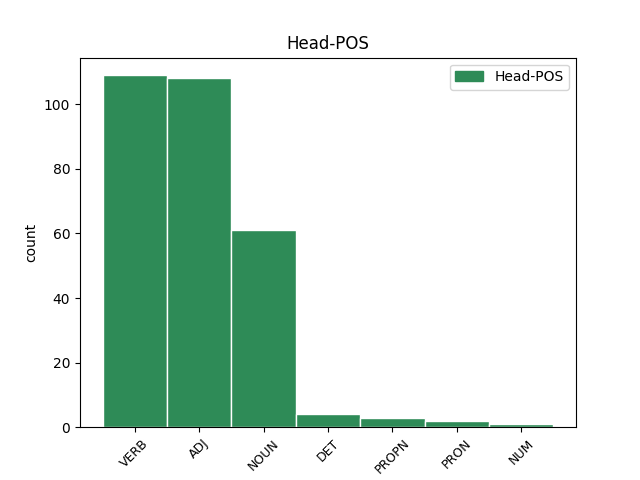 Head-POS
Head-POS
count
100
80
60
40
20
0
VERB
ADJ
NOUN
DET
PROPN
PRON
NUM